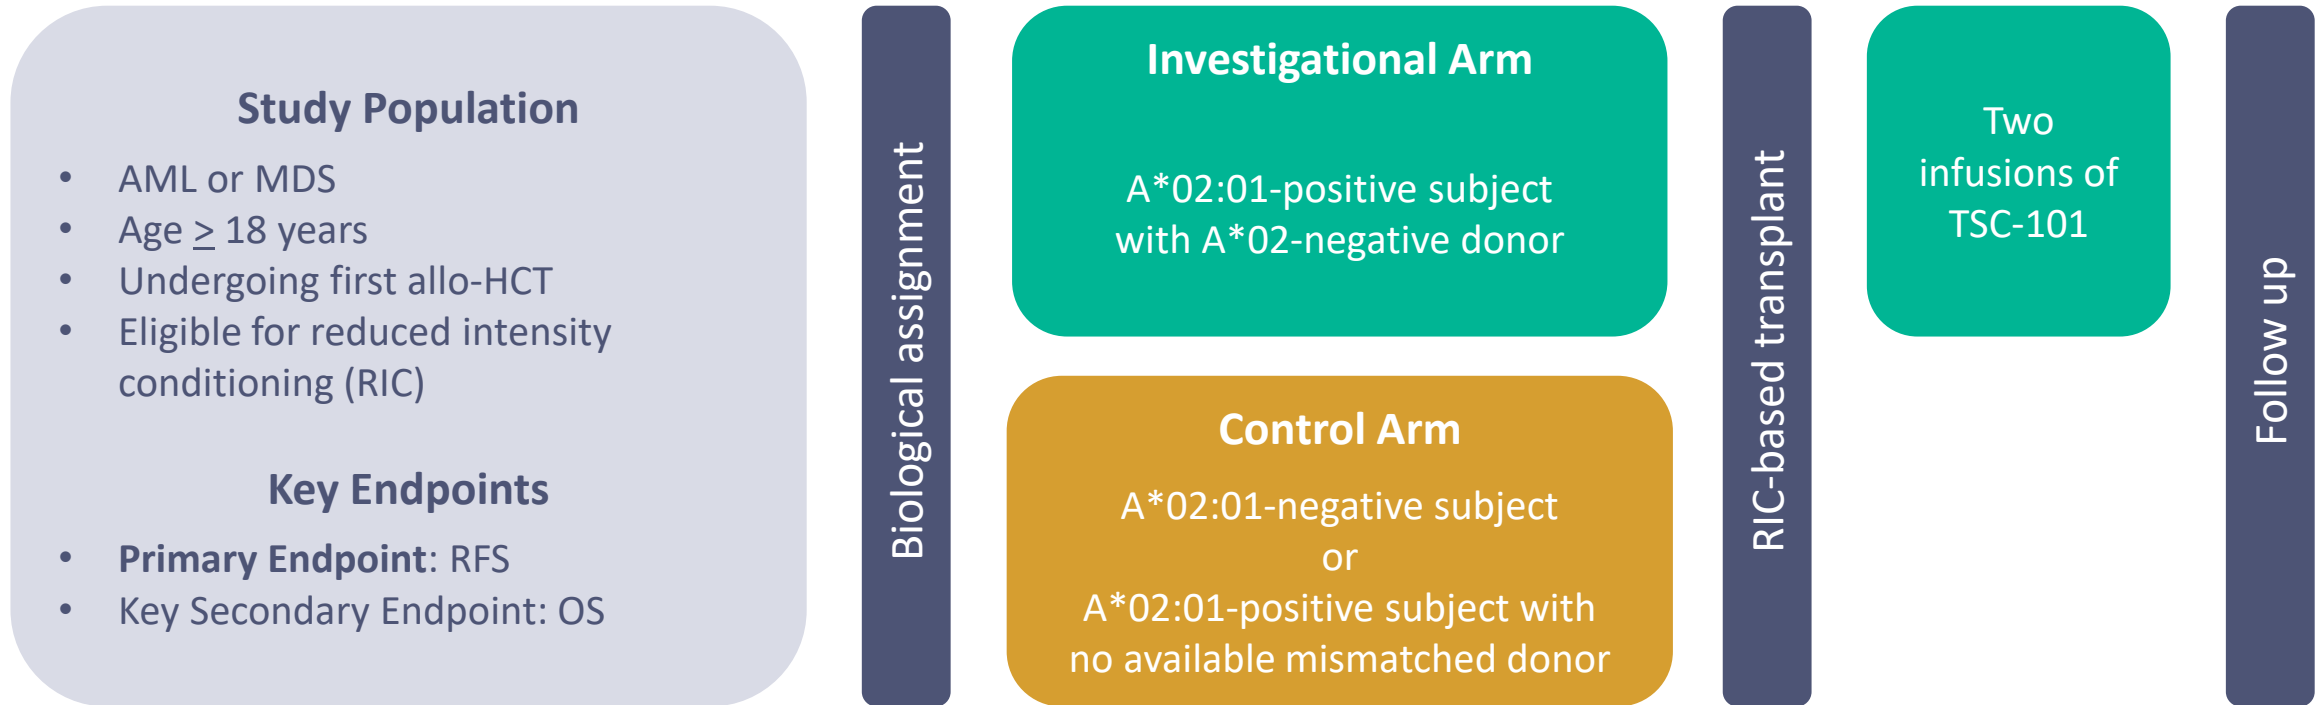 Study Population
• AML or MDS
• Age ≥ 18 years
• Undergoing first allo-HCT
• Eligible for reduced intensity
conditioning (RIC)
Key Endpoints
• Primary Endpoint: RFS
• Key Secondary Endpoint: OS
Biological assignment
Investigational Arm
A*02:01-positive subject
with A*02-negative donor
Control Arm
A*02:01-negative subject
or
A*02:01-positive subject with
no available mismatched donor
RIC-based transplant
Two
infusions of
TSC-101
Follow up